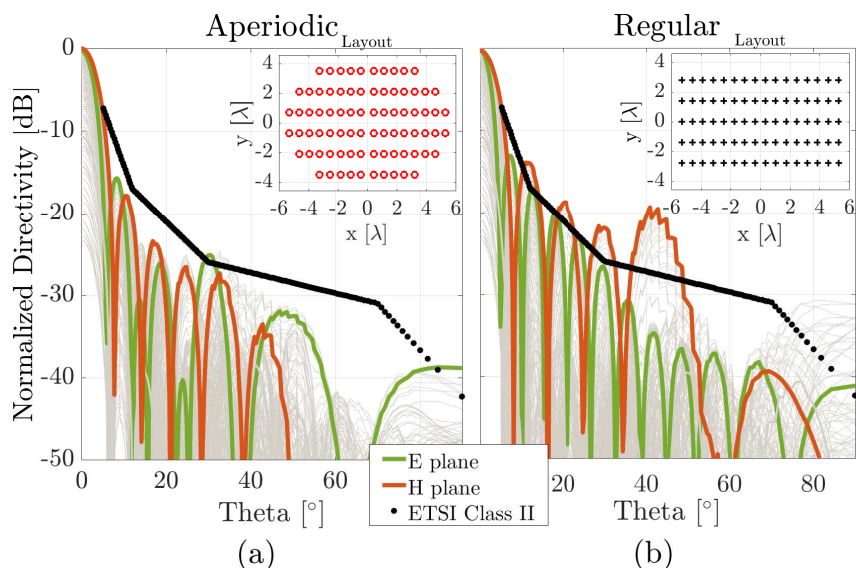 Aperiodic
Regular
Layout
Layout
Normalized Directivity [dB]
0
-10
-20
-30
-40
-50
y [λ]
4
2
0
-2
-4
-6 -4 -2 0 2 4 6
x [λ]
y [λ]
4
2
0
-2
-4
-6 -4 -2 0 2 4 6
x [λ]
0 20 40 60
Theta [°]
20 40 60 80
Theta [°]
E plane
H plane
ETSI Class II
(a)
(b)